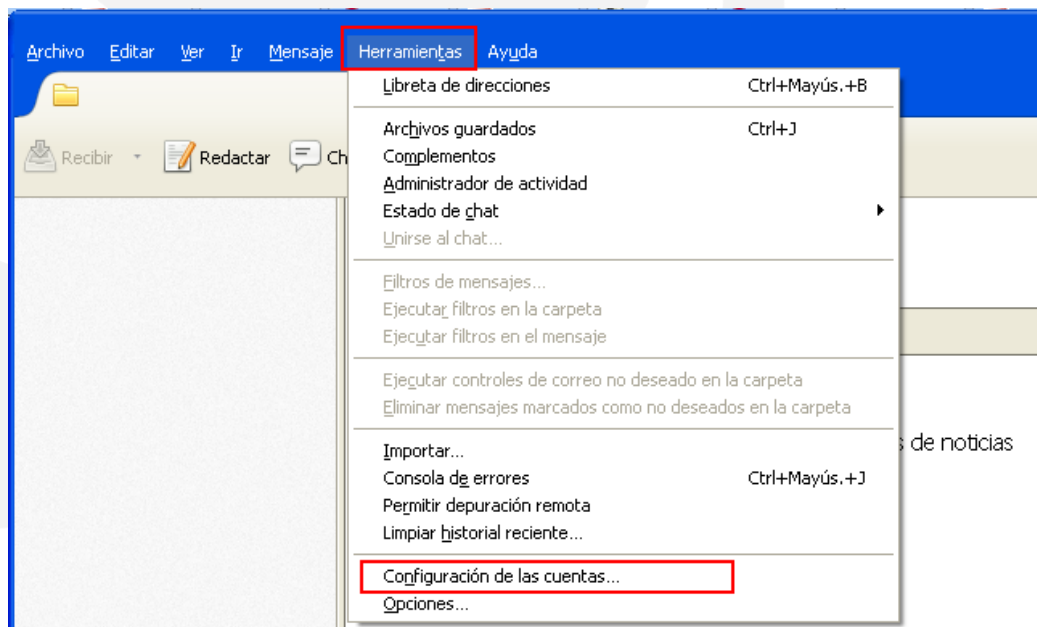 Archivo Editar Ver Ir Mensaje Herramientas Ayuda
Libreta de direcciones Ctrl+Mayús.+B
Archivos guardados Ctrl+J
Recibir Redactar Ch Complementos
Administrador de actividad
Estado de chat
Unirse al chat...
Filtros de mensajes...
Ejecutar filtros en la carpeta
Ejecutar filtros en el mensaje
Ejecutar controles de correo no deseado en la carpeta
Eliminar mensajes marcados como no deseados en la carpeta
Importar... s de noticias
Consola de errores Ctrl+Mayús.+J
Permitir depuración remota
Limpiar historial reciente...
Configuración de las cuentas...
Opciones...